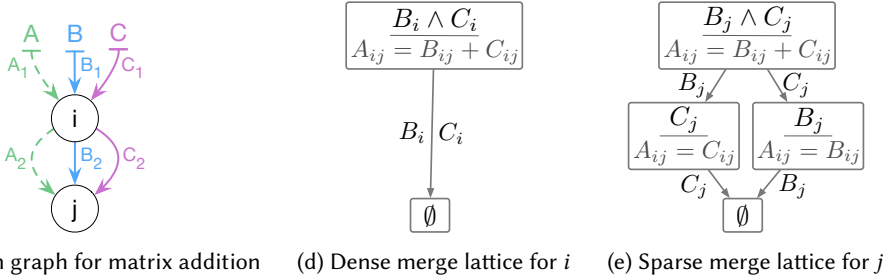 A B C
A₁ B₁ C₁
i
A₂ B₂ C₂
j
graph for matrix addition
Bᵢ ∧ Cᵢ
Aᵢⱼ = Bᵢⱼ + Cᵢⱼ
Bᵢ Cᵢ
∅
(d) Dense merge lattice for i
Bⱼ ∧ Cⱼ
Aᵢⱼ = Bᵢⱼ + Cᵢⱼ
Bⱼ Cⱼ
Cⱼ
Aᵢⱼ = Cᵢⱼ
Bⱼ
Aᵢⱼ = Bᵢⱼ
Cⱼ Bⱼ
∅
(e) Sparse merge lattice for j